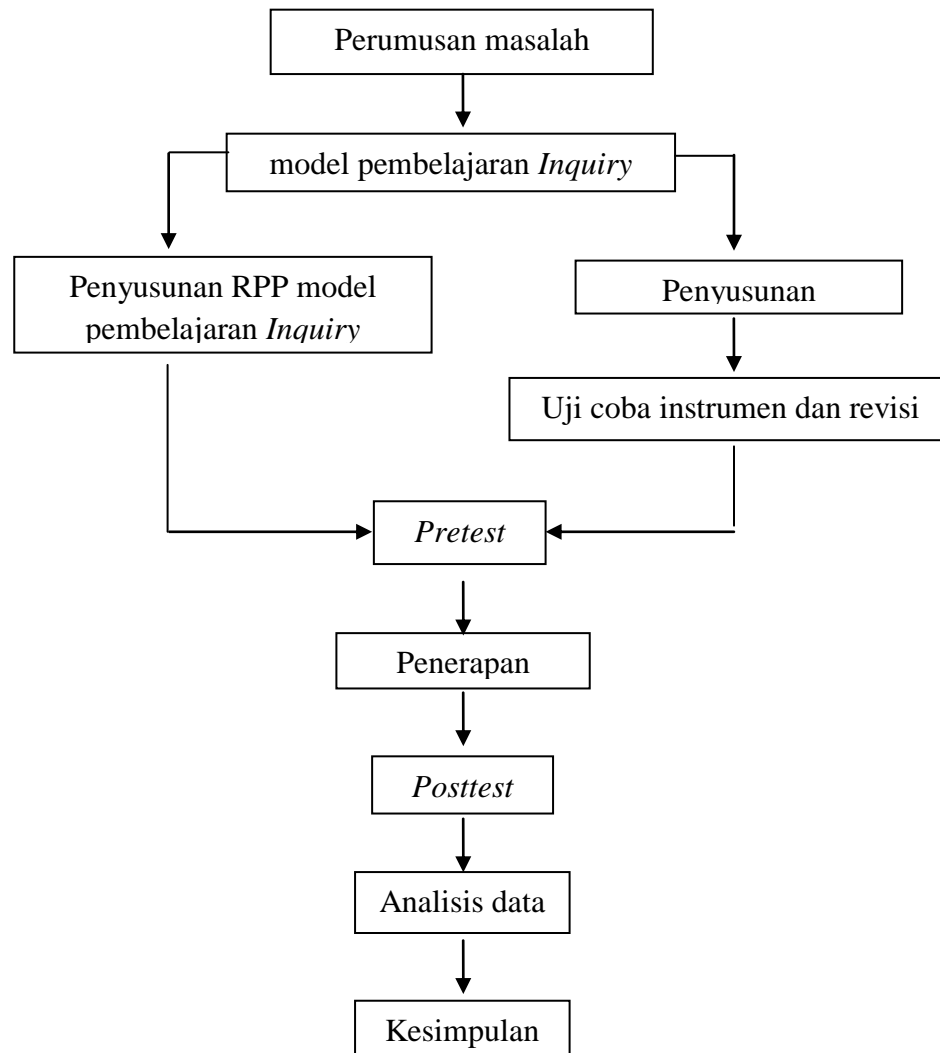 Perumusan masalah
model pembelajaran Inquiry
Penyusunan RPP model
pembelajaran Inquiry
Penyusunan
Uji coba instrumen dan revisi
Pretest
Penerapan
Posttest
Analisis data
Kesimpulan